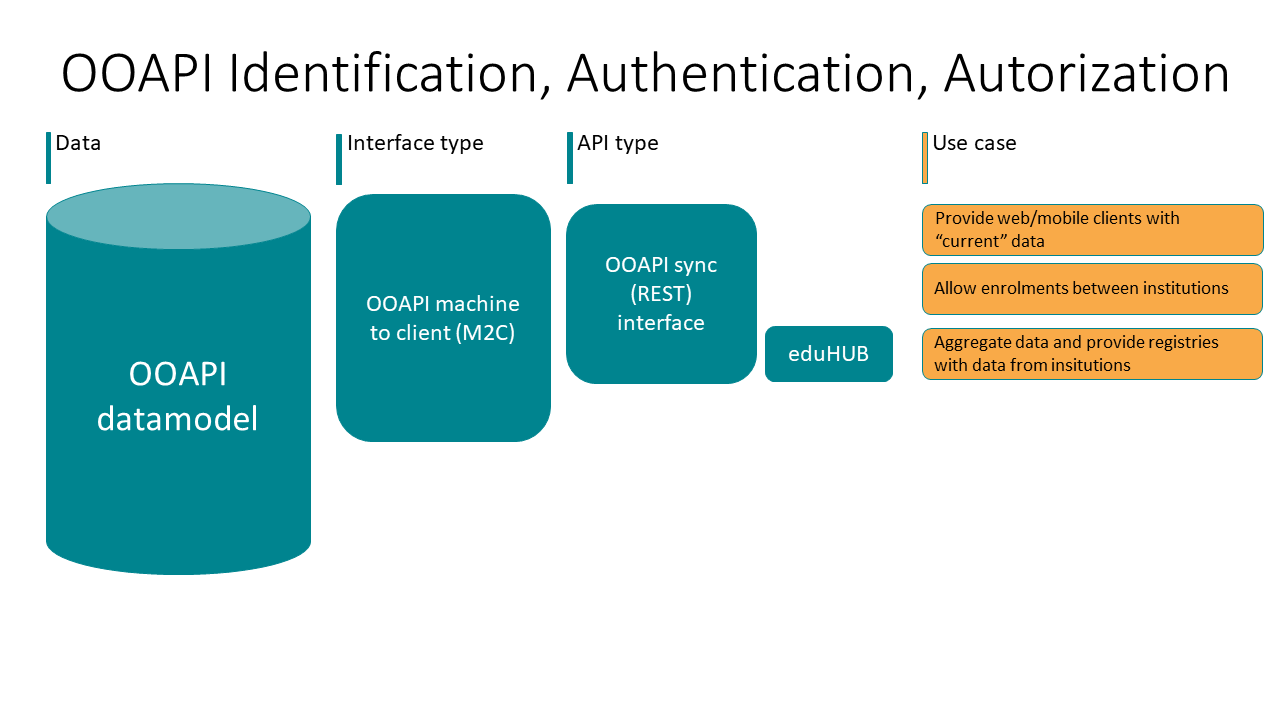 OOAPI Identification, Authentication, Autorization
Data
Interface type
API type
Use case
OOAPI
datamodel
OOAPI machine
to client (M2C)
OOAPI sync
(REST)
interface
eduHUB
Provide web/mobile clients with
“current” data
Allow enrolments between institutions
Aggregate data and provide registries
with data from insitutions